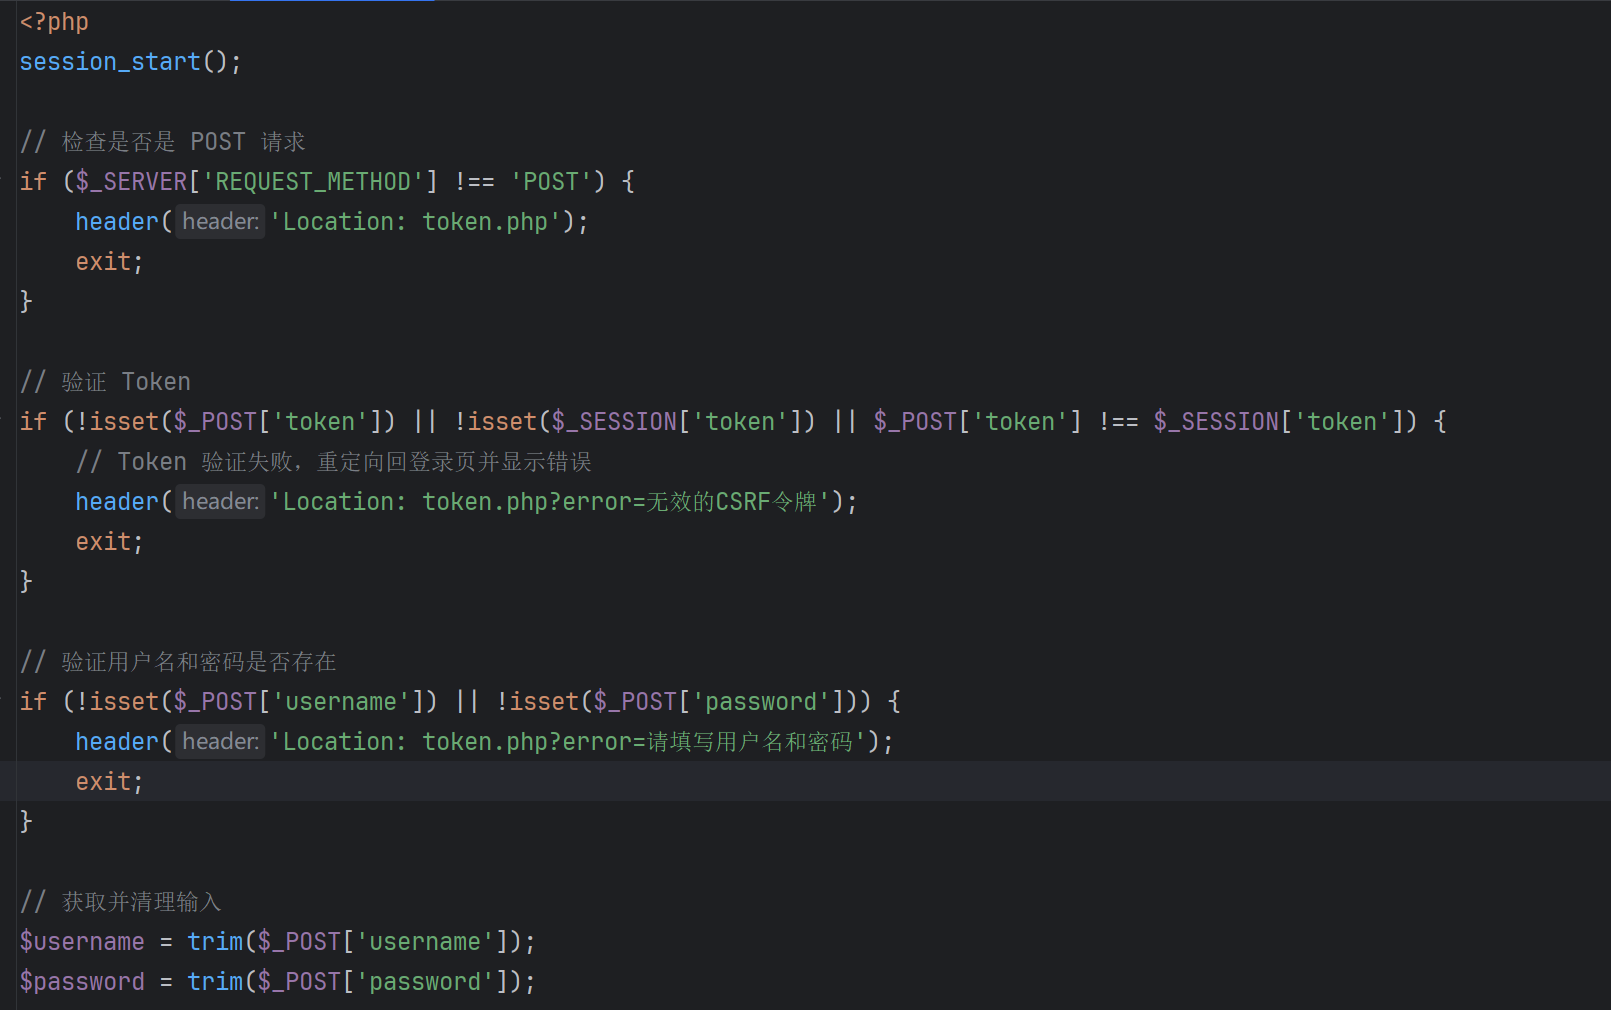 <?php
session_start();
// 检查是否是 POST 请求
if ($_SERVER['REQUEST_METHOD'] !== 'POST') {
    header(header:'Location: token.php');
    exit;
}
// 验证 Token
if (!isset($_POST['token']) || !isset($_SESSION['token']) || $_POST['token'] !== $_SESSION['token']) {
    // Token 验证失败，重定向回登录页并显示错误
    header(header:'Location: token.php?error=无效的CSRF令牌');
    exit;
}
// 验证用户名和密码是否存在
if (!isset($_POST['username']) || !isset($_POST['password'])) {
    header(header:'Location: token.php?error=请填写用户名和密码');
    exit;
}
// 获取并清理输入
$username = trim($_POST['username']);
$password = trim($_POST['password']);